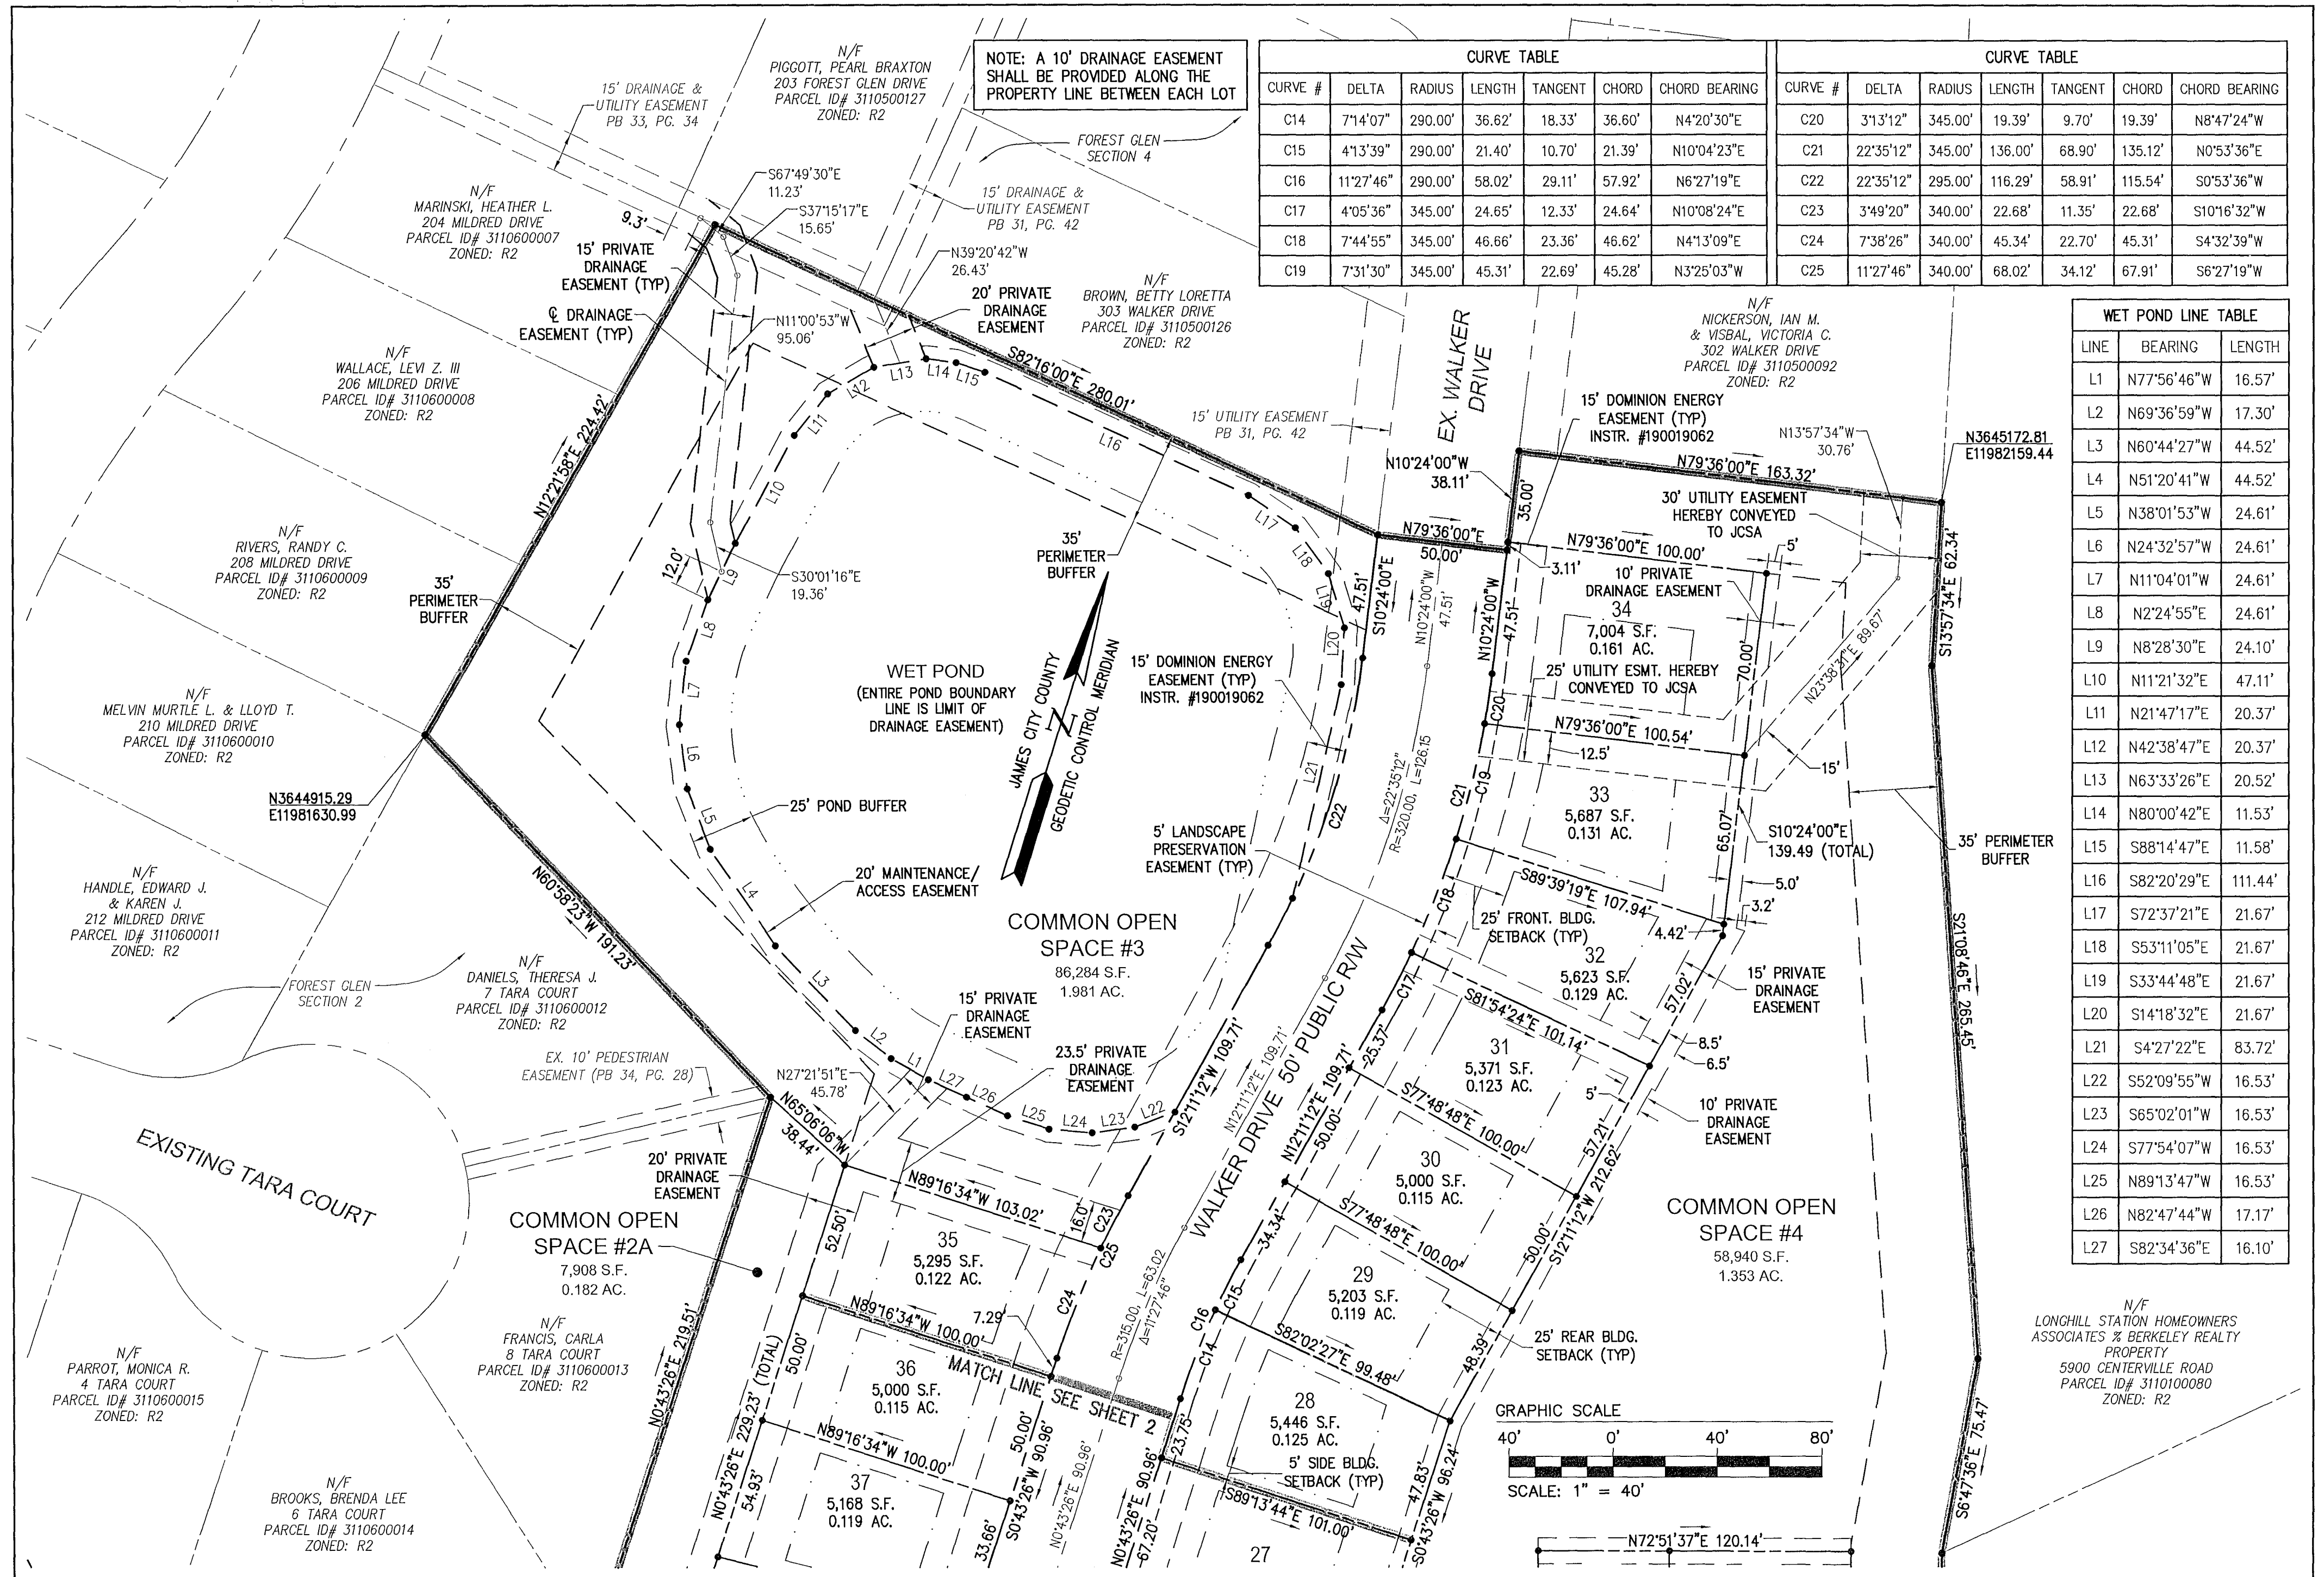 NOTE: A 10' DRAINAGE EASEMENT
SHALL BE PROVIDED ALONG THE
PROPERTY LINE BETWEEN EACH LOT
CURVE TABLE
CURVE # DELTA RADIUS LENGTH TANGENT CHORD CHORD BEARING
C14 7°14'07" 290.00' 36.62' 18.33' 36.60' N4°20'30"E
C15 4°13'39" 290.00' 21.40' 10.70' 21.39' N10°04'23"E
C16 11°27'46" 290.00' 58.02' 29.11' 57.92' N6°27'19"E
C17 4°05'36" 345.00' 24.65' 12.33' 24.64' N10°08'24"E
C18 7°44'55" 345.00' 46.66' 23.36' 46.62' N4°13'09"E
C19 7°31'30" 345.00' 45.31' 22.69' 45.28' N3°25'03"W
CURVE TABLE
CURVE # DELTA RADIUS LENGTH TANGENT CHORD CHORD BEARING
C20 3°13'12" 345.00' 19.39' 9.70' 19.39' N8°47'24"W
C21 22°35'12" 345.00' 136.00' 68.90' 135.12' N0°53'36"E
C22 22°35'12" 295.00' 116.29' 58.91' 115.54' S0°53'36"W
C23 3°49'20" 340.00' 22.68' 11.35' 22.68' S10°16'32"W
C24 7°38'26" 340.00' 45.34' 22.70' 45.31' S4°32'39"W
C25 11°27'46" 340.00' 68.02' 34.12' 67.91' S6°27'19"W
WET POND LINE TABLE
LINE BEARING LENGTH
L1 N77°56'46"W 16.57'
L2 N69°36'59"W 17.30'
L3 N60°44'27"W 44.52'
L4 N51°20'41"W 44.52'
L5 N38°01'53"W 24.61'
L6 N24°32'57"W 24.61'
L7 N11°04'01"W 24.61'
L8 N2°24'55"E 24.61'
L9 N8°28'30"E 24.10'
L10 N11°21'32"E 47.11'
L11 N21°47'17"E 20.37'
L12 N42°38'47"E 20.37'
L13 N63°33'26"E 20.52'
L14 N80°00'42"E 11.53'
L15 S88°14'47"E 11.58'
L16 S82°20'29"E 111.44'
L17 S72°37'21"E 21.67'
L18 S53°11'05"E 21.67'
L19 S33°44'48"E 21.67'
L20 S14°18'32"E 21.67'
L21 S4°27'22"E 83.72'
L22 S52°09'55"W 16.53'
L23 S65°02'01"W 16.53'
L24 S77°54'07"W 16.53'
L25 N89°13'47"W 16.53'
L26 N82°47'44"W 17.17'
L27 S82°34'36"E 16.10'
N/F
PIGGOTT, PEARL BRAXTON
203 FOREST GLEN DRIVE
PARCEL ID# 3110500127
ZONED: R2
15' DRAINAGE &
UTILITY EASEMENT
PB 33, PG. 34
FOREST GLEN
SECTION 4
15' DRAINAGE &
UTILITY EASEMENT
PB 31, PG. 42
N/F
MARINSKI, HEATHER L.
204 MILDRED DRIVE
PARCEL ID# 3110600007
ZONED: R2
S67°49'30"E
11.23'
S37°15'17"E
15.65'
9.3'
15' PRIVATE
DRAINAGE
EASEMENT (TYP)
℄ DRAINAGE
EASEMENT (TYP)
N39°20'42"W
26.43'
20' PRIVATE
DRAINAGE
EASEMENT
N11°00'53"W
95.06'
N/F
BROWN, BETTY LORETTA
303 WALKER DRIVE
PARCEL ID# 3110500126
ZONED: R2
EX. WALKER
DRIVE
N/F
NICKERSON, IAN M.
& VISBAL, VICTORIA C.
302 WALKER DRIVE
PARCEL ID# 3110500092
ZONED: R2
N/F
WALLACE, LEVI Z. III
206 MILDRED DRIVE
PARCEL ID# 3110600008
ZONED: R2
N12°21'58"E 224.42'
S82°16'00"E 280.01'
L12
L13
L14
L15
L11
L16
L10
L17
L18
L19
L20
L9
L8
L7
L6
L5
L4
L3
L2
L1
L27
L26
L25
L24
L23
L22
L21
15' UTILITY EASEMENT
PB 31, PG. 42
15' DOMINION ENERGY
EASEMENT (TYP)
INSTR. #190019062
N13°57'34"W
30.76'
N3645172.81
E11982159.44
N10°24'00"W
38.11'
35.00'
N79°36'00"E 163.32'
30' UTILITY EASEMENT
HEREBY CONVEYED
TO JCSA
N79°36'00"E
50.00'
N79°36'00"E 100.00'
5'
3.11'
10' PRIVATE
DRAINAGE EASEMENT
S13°57'34"E 62.34'
N/F
RIVERS, RANDY C.
208 MILDRED DRIVE
PARCEL ID# 3110600009
ZONED: R2
35'
PERIMETER
BUFFER
12.0'
S30°01'16"E
19.36'
35'
PERIMETER
BUFFER
47.51'
S10°24'00"E
N10°24'00"W
47.51'
N10°24'00"W
47.51'
34
7,004 S.F.
0.161 AC.
25' UTILITY ESMT. HEREBY
CONVEYED TO JCSA
70.00'
N23°38'31"E 89.67'
WET POND
(ENTIRE POND BOUNDARY
LINE IS LIMIT OF
DRAINAGE EASEMENT)
JAMES CITY COUNTY
N
GEODETIC CONTROL MERIDIAN
15' DOMINION ENERGY
EASEMENT (TYP)
INSTR. #190019062
C20
N79°36'00"E 100.54'
12.5'
15'
N/F
MELVIN MURTLE L. & LLOYD T.
210 MILDRED DRIVE
PARCEL ID# 3110600010
ZONED: R2
N3644915.29
E11981630.99
25' POND BUFFER
C22
Δ=22°35'12"
R=320.00, L=126.15
C21
C19
33
5,687 S.F.
0.131 AC.
65.07'
S10°24'00"E
139.49 (TOTAL)
35' PERIMETER
BUFFER
5' LANDSCAPE
PRESERVATION
EASEMENT (TYP)
20' MAINTENANCE/
ACCESS EASEMENT
S89°39'19"E 107.94'
5.0'
3.2'
4.42'
N/F
HANDLE, EDWARD J.
& KAREN J.
212 MILDRED DRIVE
PARCEL ID# 3110600011
ZONED: R2
N60°58'23"W 191.23'
COMMON OPEN
SPACE #3
86,284 S.F.
1.981 AC.
C18
25' FRONT. BLDG.
SETBACK (TYP)
32
5,623 S.F.
0.129 AC.
57.02'
15' PRIVATE
DRAINAGE
EASEMENT
S21°08'46"E 265.45'
N/F
DANIELS, THERESA J.
7 TARA COURT
PARCEL ID# 3110600012
ZONED: R2
FOREST GLEN
SECTION 2
C17
S81°54'24"E 101.14'
8.5'
6.5'
15' PRIVATE
DRAINAGE
EASEMENT
23.5' PRIVATE
DRAINAGE
EASEMENT
S12°11'12"W 109.71'
N12°11'12"E 109.71'
WALKER DRIVE 50' PUBLIC R/W
N12°11'12"E 109.71'
25.37'
31
5,371 S.F.
0.123 AC.
5'
10' PRIVATE
DRAINAGE
EASEMENT
EX. 10' PEDESTRIAN
EASEMENT (PB 34, PG. 28)
N27°21'51"E
45.78'
N65°06'06"W
38.44'
S77°48'48"E 100.00'
50.00'
57.21'
S12°11'12"W 212.62'
EXISTING TARA COURT
20' PRIVATE
DRAINAGE
EASEMENT
N89°16'34"W 103.02'
16.0'
C23
C25
30
5,000 S.F.
0.115 AC.
S77°48'48"E 100.00'
50.00'
COMMON OPEN
SPACE #4
58,940 S.F.
1.353 AC.
COMMON OPEN
SPACE #2A
7,908 S.F.
0.182 AC.
52.50'
35
5,295 S.F.
0.122 AC.
34.34'
29
5,203 S.F.
0.119 AC.
R=315.00, L=63.02
Δ=11°27'46"
C24
7.29'
N89°16'34"W 100.00'
C15
C16
C14
S82°02'27"E 99.48'
48.39'
25' REAR BLDG.
SETBACK (TYP)
N/F
FRANCIS, CARLA
8 TARA COURT
PARCEL ID# 3110600013
ZONED: R2
N0°43'26"E 219.51'
N0°43'26"E 229.23' (TOTAL)
50.00'
36
5,000 S.F.
0.115 AC.
MATCH LINE SEE SHEET 2
28
5,446 S.F.
0.125 AC.
N/F
PARROT, MONICA R.
4 TARA COURT
PARCEL ID# 3110600015
ZONED: R2
N/F
LONGHILL STATION HOMEOWNERS
ASSOCIATES % BERKELEY REALTY
PROPERTY
5900 CENTERVILLE ROAD
PARCEL ID# 3110100080
ZONED: R2
N89°16'34"W 100.00'
50.00'
S0°43'26"W 90.96'
N0°43'26"E 90.96'
23.75'
5' SIDE BLDG.
SETBACK (TYP)
GRAPHIC SCALE
40' 0' 40' 80'
SCALE: 1" = 40'
S6°47'36"E 75.47'
N/F
BROOKS, BRENDA LEE
6 TARA COURT
PARCEL ID# 3110600014
ZONED: R2
54.93'
37
5,168 S.F.
0.119 AC.
33.66'
N0°43'26"E 90.96'
67.20'
S89°13'44"E 101.00'
47.83'
S0°43'26"W 96.24'
27
N72°51'37"E 120.14'